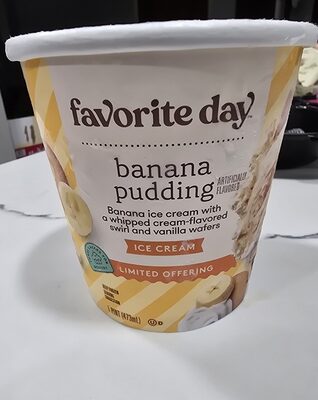 favorite day
banana
pudding
ARTIFICIALLY
FLAVORED
Banana ice cream with
a whipped cream-flavored
swirl and vanilla wafers
ICE CREAM
LIMITED OFFERING
1 PINT (473mL)
U D